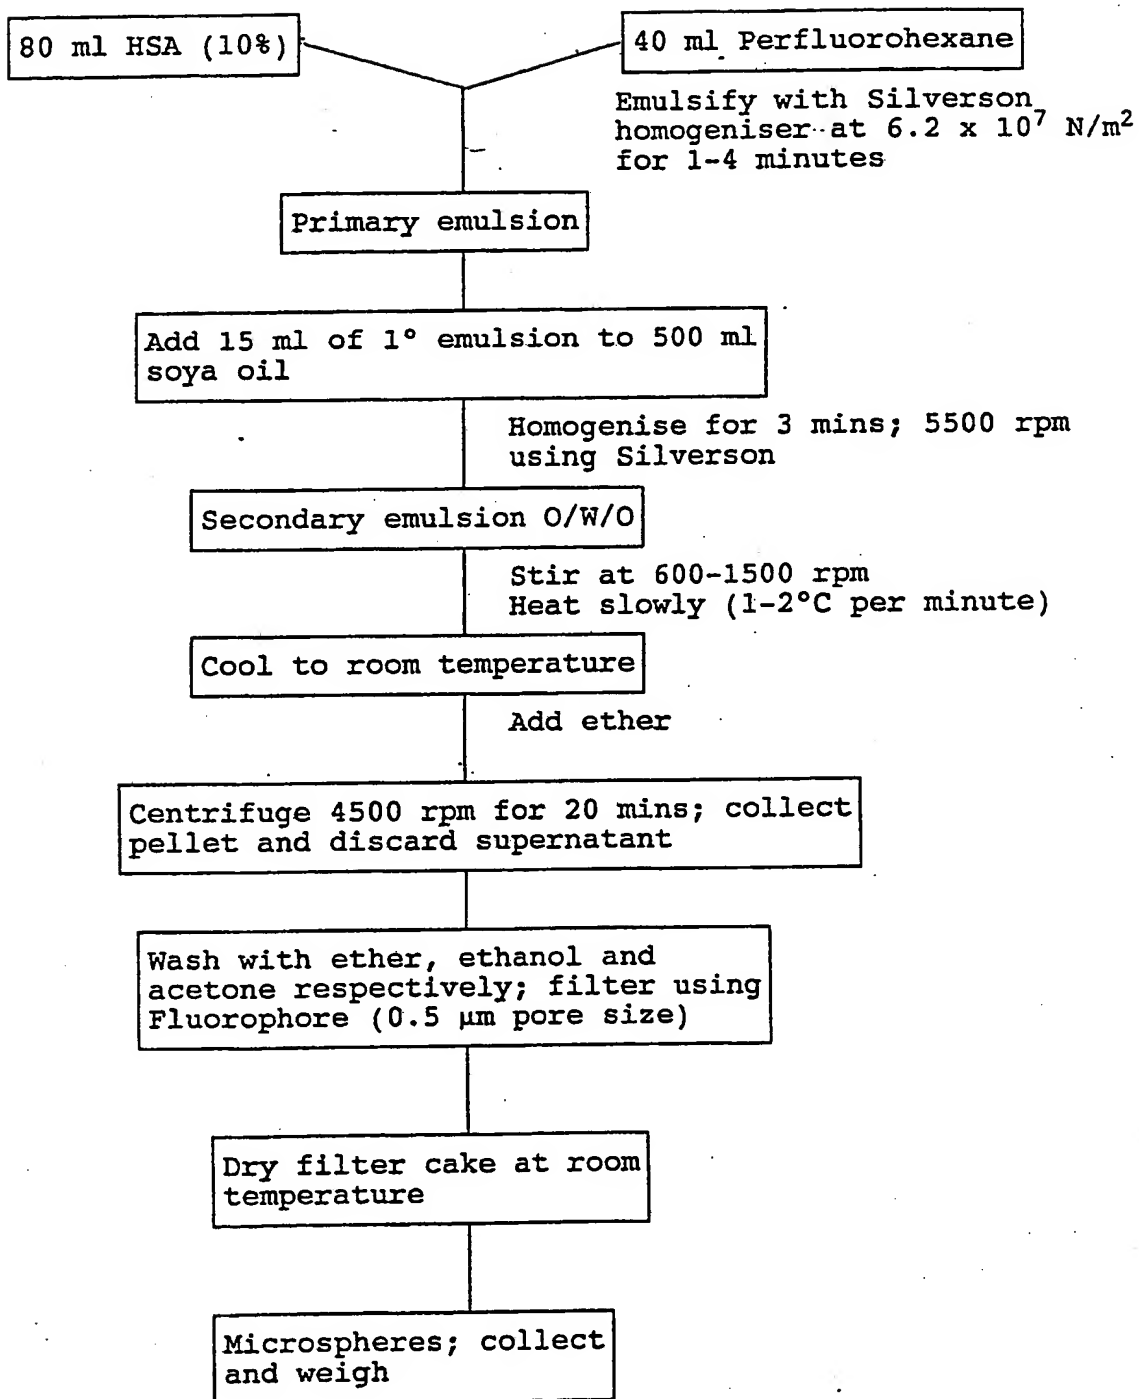 80 ml HSA (10%)
40 ml Perfluorohexane
Emulsify with Silverson
homogeniser at 6.2 x 10⁷ N/m²
for 1-4 minutes
Primary emulsion
Add 15 ml of 1° emulsion to 500 ml
soya oil
Homogenise for 3 mins; 5500 rpm
using Silverson
Secondary emulsion O/W/O
Stir at 600-1500 rpm
Heat slowly (1-2°C per minute)
Cool to room temperature
Add ether
Centrifuge 4500 rpm for 20 mins; collect
pellet and discard supernatant
Wash with ether, ethanol and
acetone respectively; filter using
Fluorophore (0.5 μm pore size)
Dry filter cake at room
temperature
Microspheres; collect
and weigh